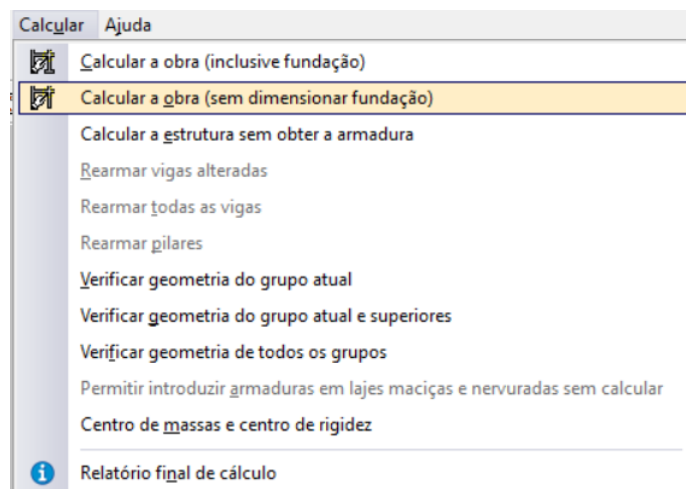 Calcular Ajuda
Calcular a obra (inclusive fundação)
Calcular a obra (sem dimensionar fundação)
Calcular a estrutura sem obter a armadura
Rearmar vigas alteradas
Rearmar todas as vigas
Rearmar pilares
Verificar geometria do grupo atual
Verificar geometria do grupo atual e superiores
Verificar geometria de todos os grupos
Permitir introduzir armaduras em lajes maciças e nervuradas sem calcular
Centro de massas e centro de rigidez
Relatório final de cálculo